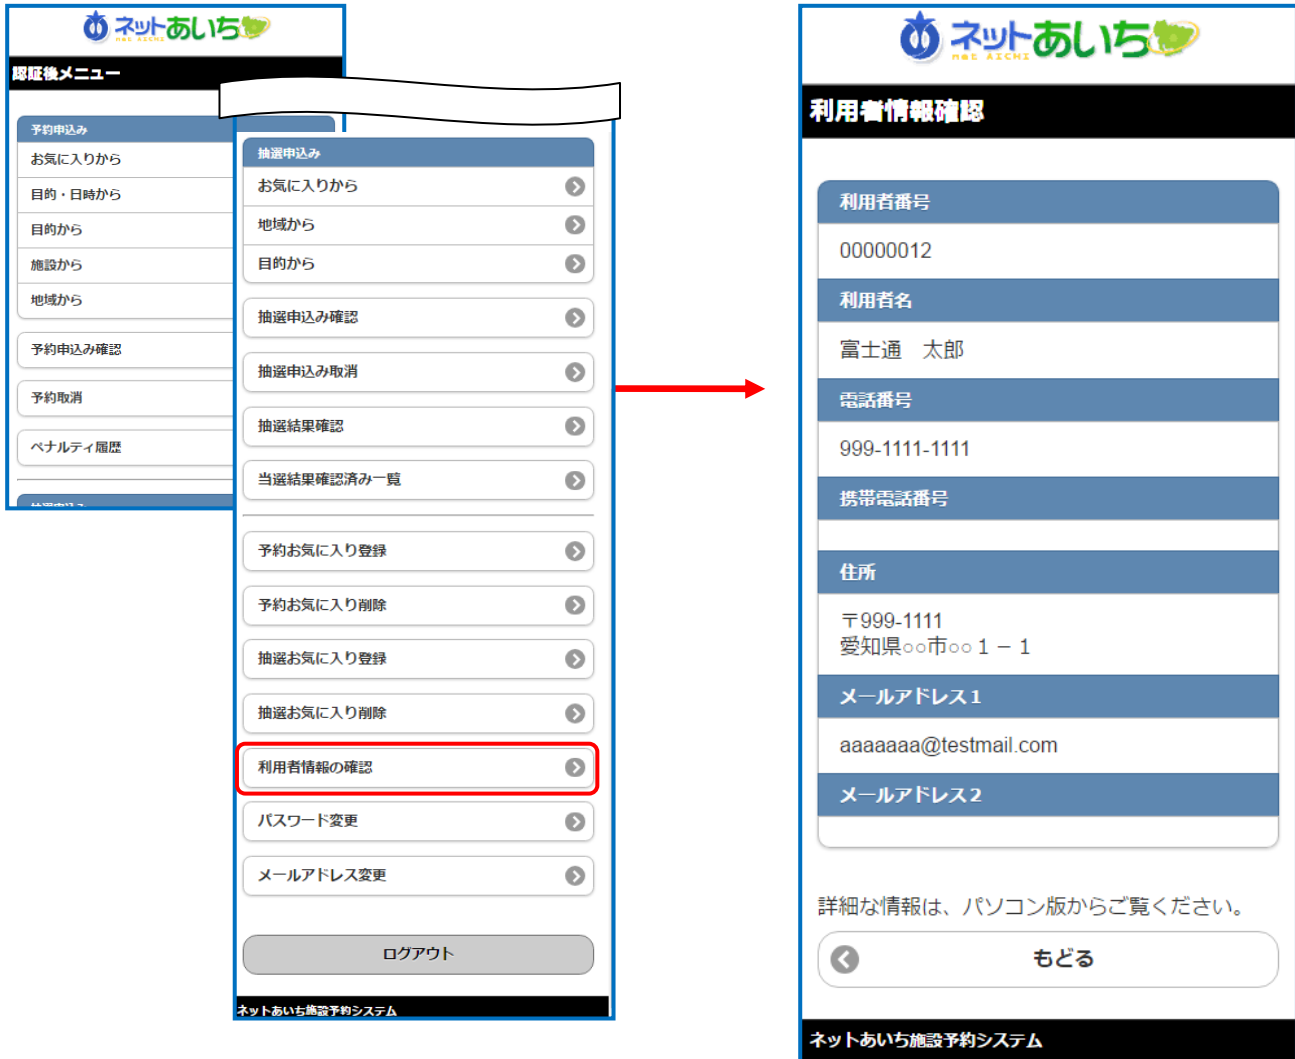 ネットあいち
net AICHI
認証後メニュー
予約申込み
お気に入りから
目的・日時から
目的から
施設から
地域から
予約申込み確認
予約取消
ペナルティ履歴
抽選申込み
抽選申込み
お気に入りから
地域から
目的から
抽選申込み確認
抽選申込み取消
抽選結果確認
当選結果確認済み一覧
予約お気に入り登録
予約お気に入り削除
抽選お気に入り登録
抽選お気に入り削除
利用者情報の確認
パスワード変更
メールアドレス変更
ログアウト
ネットあいち施設予約システム
ネットあいち
net AICHI
利用者情報確認
利用者番号
00000012
利用者名
富士通　太郎
電話番号
999-1111-1111
携帯電話番号
住所
〒999-1111
愛知県○○市○○１－１
メールアドレス１
aaaaaaa@testmail.com
メールアドレス２
詳細な情報は、パソコン版からご覧ください。
もどる
ネットあいち施設予約システム